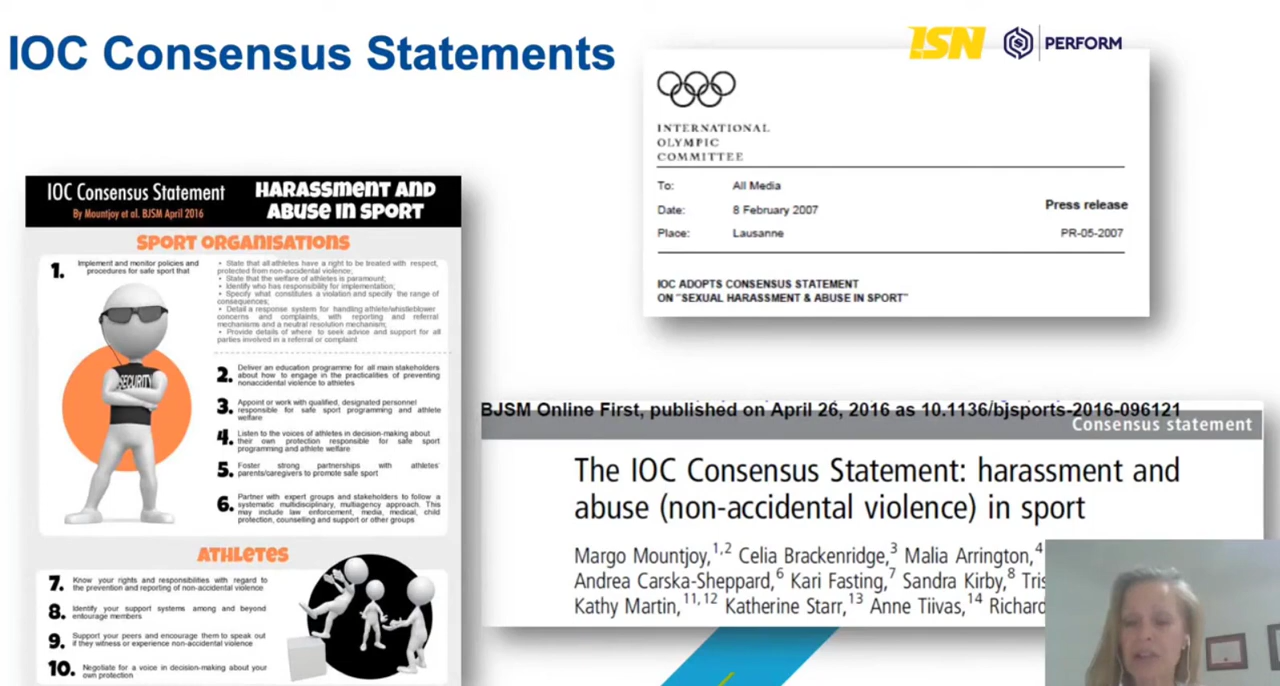 IOC Consensus Statements
ISN
PERFORM
INTERNATIONAL
OLYMPIC
COMMITTEE
To: All Media
Date: 8 February 2007
Press release
Place: Lausanne
PR-05-2007
IOC ADOPTS CONSENSUS STATEMENT
ON "SEXUAL HARASSMENT & ABUSE IN SPORT"
IOC Consensus Statement
By Mountjoy et al. BJSM April 2016
HARASSMENT AND
ABUSE IN SPORT
SPORT ORGANISATIONS
1. Implement and monitor policies and
procedures for safe sport that
• State that all athletes have a right to be treated with respect,
protected from non-accidental violence;
• State that the welfare of athletes is paramount;
• Identify who has responsibility for implementation;
• Specify what constitutes a violation and specify the range of
consequences;
• Detail a response system for handling athlete/whistleblower
concerns and complaints, with reporting and referral
mechanisms and a neutral resolution mechanism;
• Provide details of where to seek advice and support for all
parties involved in a referral or complaint
SECURITY
2. Deliver an education programme for all main stakeholders
about how to engage in the practicalities of preventing
nonaccidental violence to athletes
3. Appoint or work with qualified, designated personnel
responsible for safe sport programming and athlete
welfare
4. Listen to the voices of athletes in decision-making about
their own protection responsible for safe sport
programming and athlete welfare
5. Foster strong partnerships with athletes'
parents/caregivers to promote safe sport
6. Partner with expert groups and stakeholders to follow a
systematic multidisciplinary, multiagency approach. This
may include law enforcement, media, medical, child
protection, counselling and support or other groups
ATHLETES
7. Know your rights and responsibilities with regard to
the prevention and reporting of non-accidental violence
8. Identify your support systems among and beyond
entourage members
9. Support your peers and encourage them to speak out
if they witness or experience non-accidental violence
10. Negotiate for a voice in decision-making about your
own protection
BJSM Online First, published on April 26, 2016 as 10.1136/bjsports-2016-096121
Consensus statement
The IOC Consensus Statement: harassment and
abuse (non-accidental violence) in sport
Margo Mountjoy,1,2 Celia Brackenridge,3 Malia Arrington,4
Andrea Carska-Sheppard,6 Kari Fasting,7 Sandra Kirby,8 Tris
Kathy Martin,11,12 Katherine Starr,13 Anne Tiivas,14 Richard